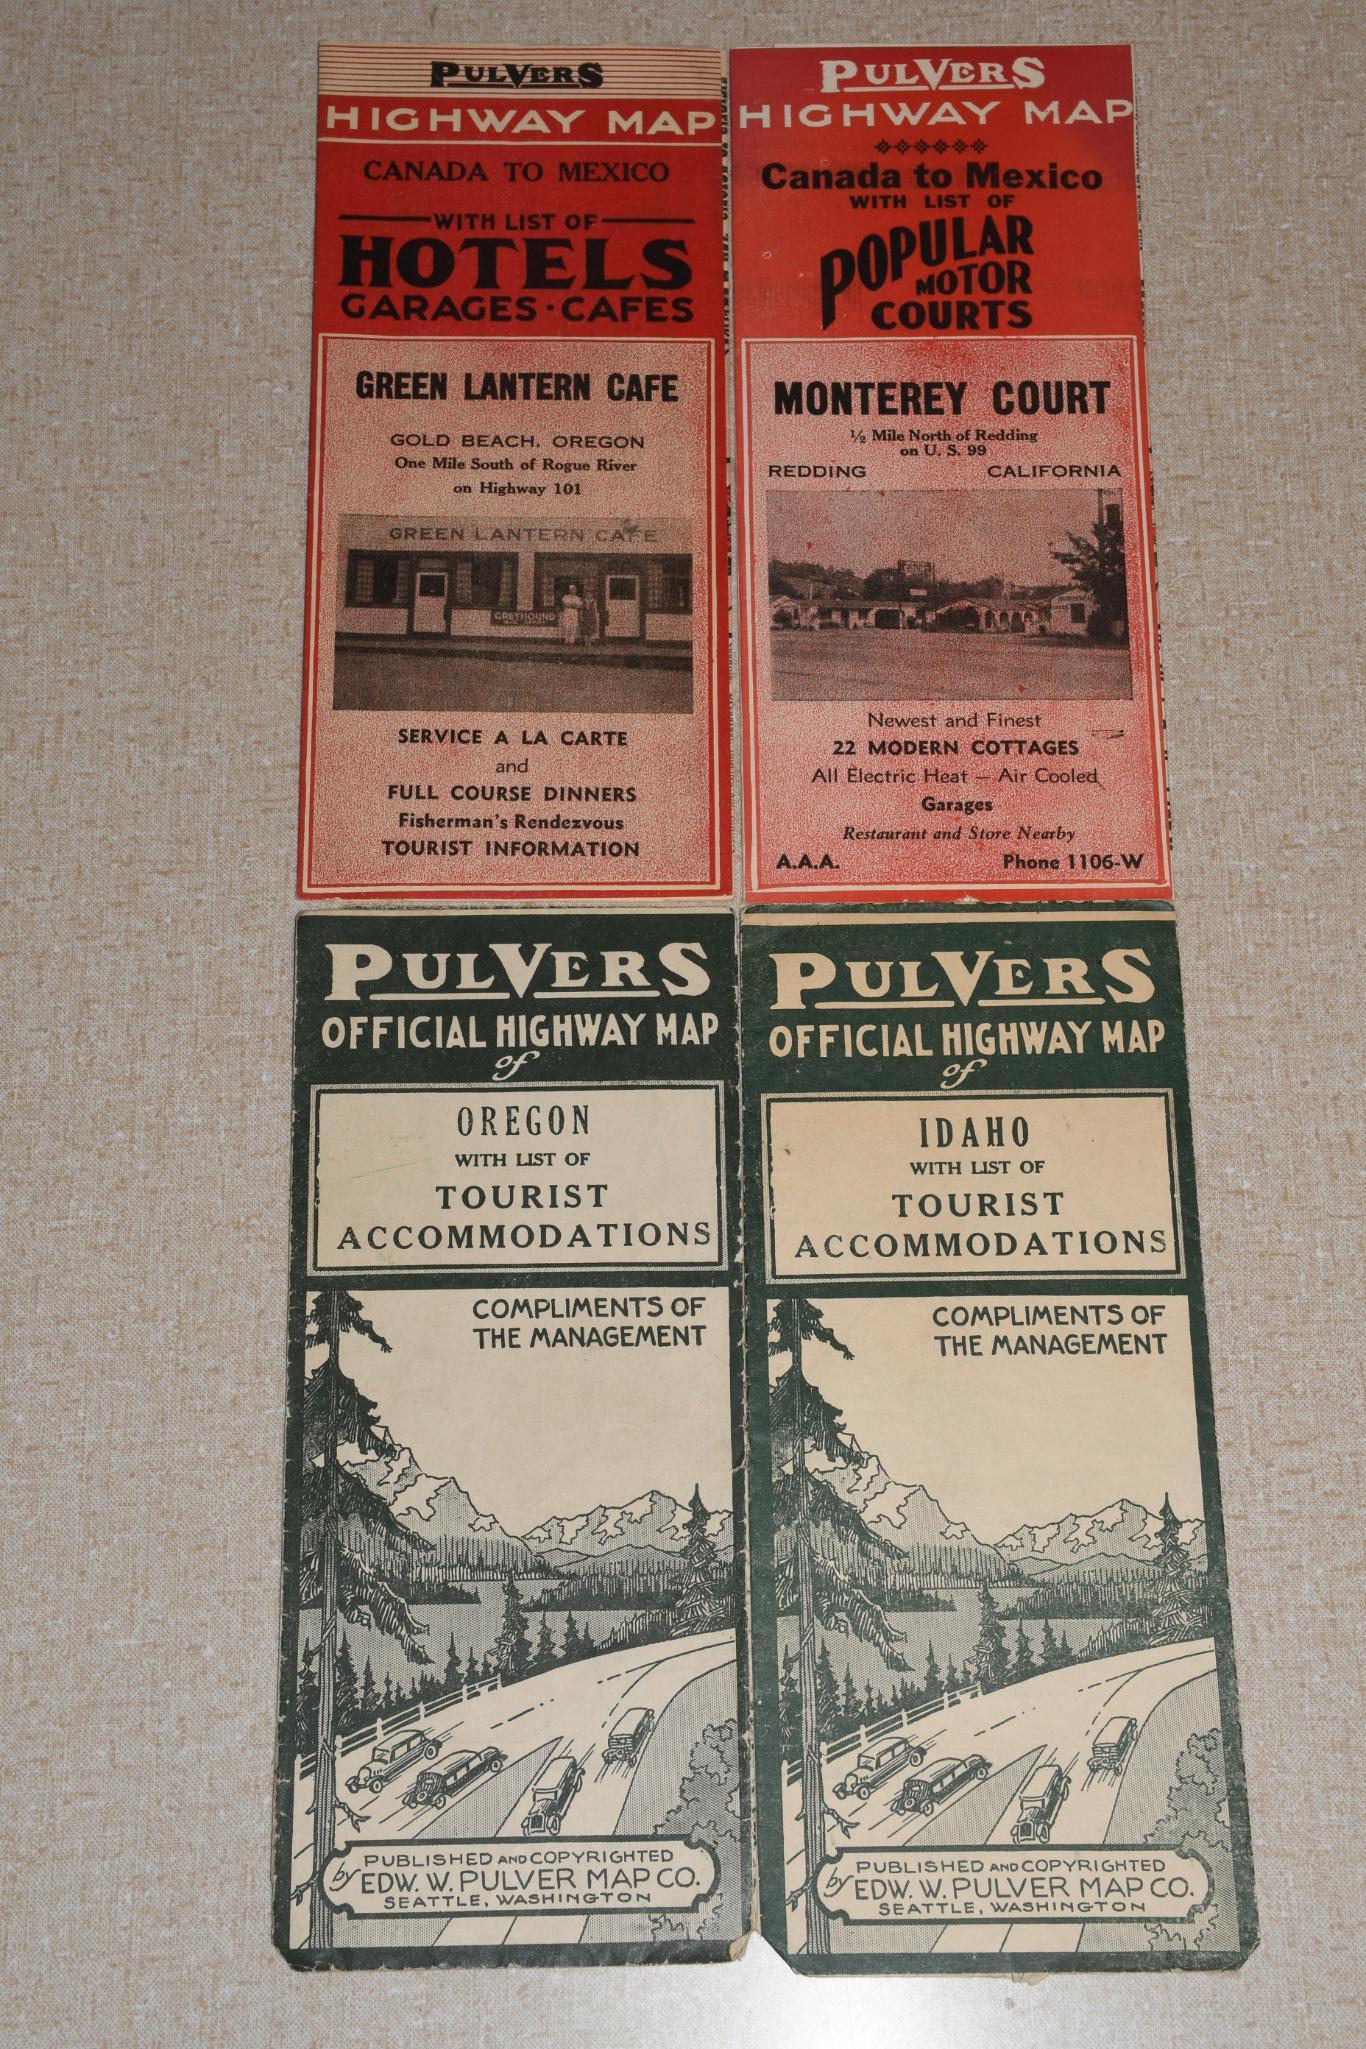 PULVERS
HIGHWAY MAP
CANADA TO MEXICO
WITH LIST OF
HOTELS
GARAGES · CAFES
GREEN LANTERN CAFE
GOLD BEACH, OREGON
One Mile South of Rogue River
on Highway 101
GREEN LANTERN CAFE
GREYHOUND
SERVICE A LA CARTE
and
FULL COURSE DINNERS
Fisherman's Rendezvous
TOURIST INFORMATION
PULVERS
HIGHWAY MAP
Canada to Mexico
WITH LIST OF
POPULAR
MOTOR
COURTS
MONTEREY COURT
½ Mile North of Redding
on U. S. 99
REDDING CALIFORNIA
Newest and Finest
22 MODERN COTTAGES
All Electric Heat — Air Cooled
Garages
Restaurant and Store Nearby
A.A.A. Phone 1106-W
PULVERS
OFFICIAL HIGHWAY MAP
of
OREGON
WITH LIST OF
TOURIST
ACCOMMODATIONS
COMPLIMENTS OF
THE MANAGEMENT
PUBLISHED AND COPYRIGHTED
by EDW. W. PULVER MAP CO.
SEATTLE, WASHINGTON
PULVERS
OFFICIAL HIGHWAY MAP
of
IDAHO
WITH LIST OF
TOURIST
ACCOMMODATIONS
COMPLIMENTS OF
THE MANAGEMENT
PUBLISHED AND COPYRIGHTED
by EDW. W. PULVER MAP CO.
SEATTLE, WASHINGTON